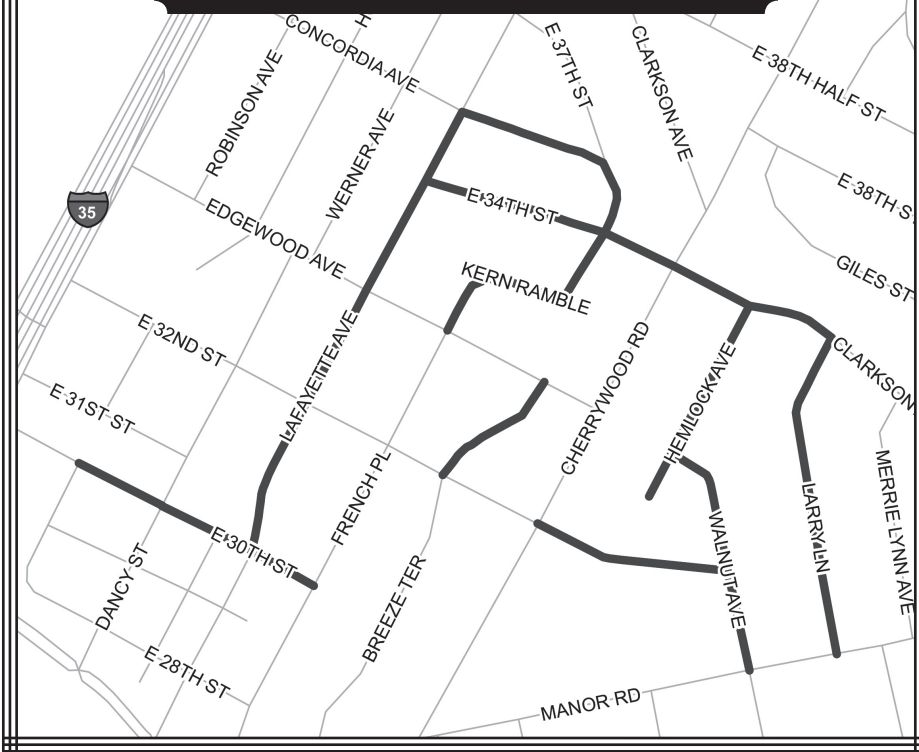 CONCORDIA AVE
H
E 37TH ST
CLARKSON AVE
E 38TH HALF ST
ROBINSON AVE
WERNER AVE
E 38TH S
35
E 34TH ST
EDGEWOOD AVE
GILES ST
KERN RAMBLE
E 32ND ST
LAFAYETTE AVE
CHERRYWOOD RD
HEMLOCK AVE
CLARKSON
E 31ST ST
FRENCH PL
MERRIE LYNN AVE
LARRY LN
WALNUT AVE
E 30TH ST
DANCY ST
BREEZE TER
E 28TH ST
MANOR RD